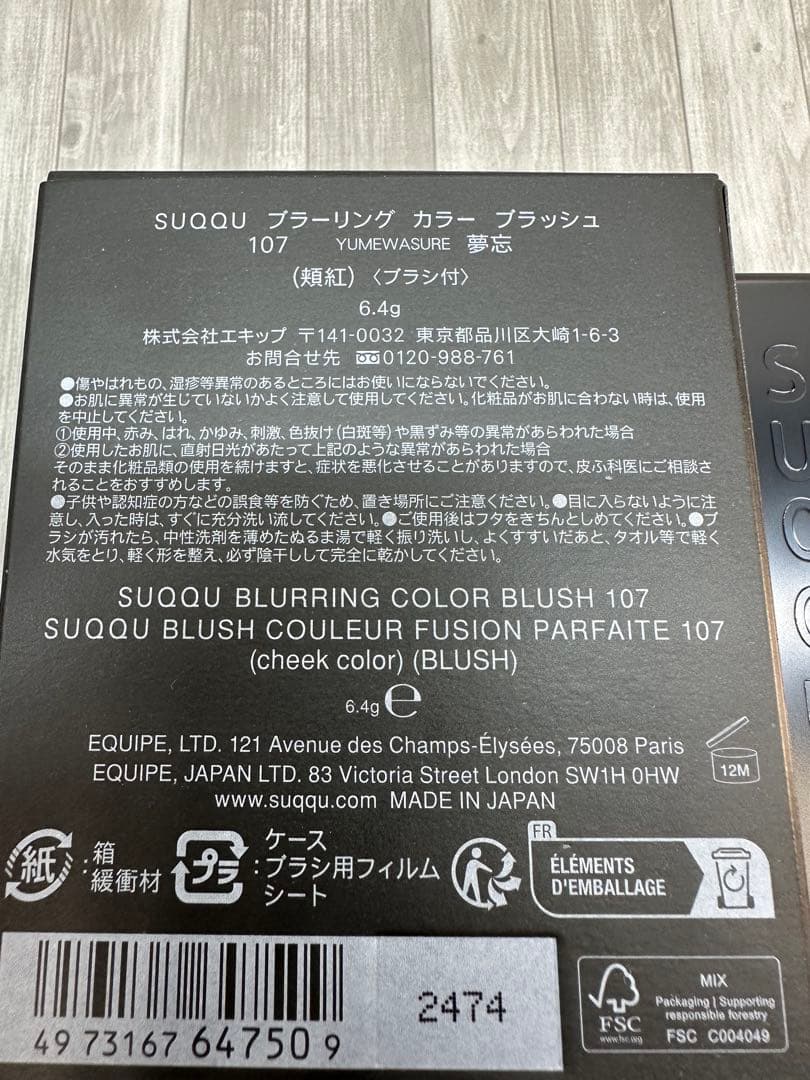 SUQQU ブラーリング カラー ブラッシュ
107 YUMEWASURE 夢忘
(頬紅)〈ブラシ付〉
6.4g
株式会社エキップ 〒141-0032 東京都品川区大崎1-6-3
お問合せ先 0120-988-761
●傷やはれもの、湿疹等異常のあるところにはお使いにならないでください。
●お肌に異常が生じていないかよく注意して使用してください。化粧品がお肌に合わない時は、使用
を中止してください。
①使用中、赤み、はれ、かゆみ、刺激、色抜け(白斑等)や黒ずみ等の異常があらわれた場合
②使用したお肌に、直射日光があたって上記のような異常があらわれた場合
そのまま化粧品類の使用を続けますと、症状を悪化させることがありますので、皮ふ科医にご相談さ
れることをおすすめします。
●子供や認知症の方などの誤食等を防ぐため、置き場所にご注意ください。●目に入らないように注
意し、入った時は、すぐに充分洗い流してください。●ご使用後はフタをきちんとしめてください。●ブ
ラシが汚れたら、中性洗剤を薄めたぬるま湯で軽く振り洗いし、よくすすいだあと、タオル等で軽く
水気をとり、軽く形を整え、必ず陰干しして完全に乾かしてください。
SUQQU BLURRING COLOR BLUSH 107
SUQQU BLUSH COULEUR FUSION PARFAITE 107
(cheek color) (BLUSH)
6.4g ℮
EQUIPE, LTD. 121 Avenue des Champs-Élysées, 75008 Paris
EQUIPE, JAPAN LTD. 83 Victoria Street London SW1H 0HW
www.suqqu.com MADE IN JAPAN
12M
紙 : 箱
緩衝材
プラ : ケース
ブラシ用フィルム
シート
FR
ÉLÉMENTS
D'EMBALLAGE
4 973167 647509
2474
FSC
www.fsc.org
MIX
Packaging | Supporting
responsible forestry
FSC C004049
SUQQU